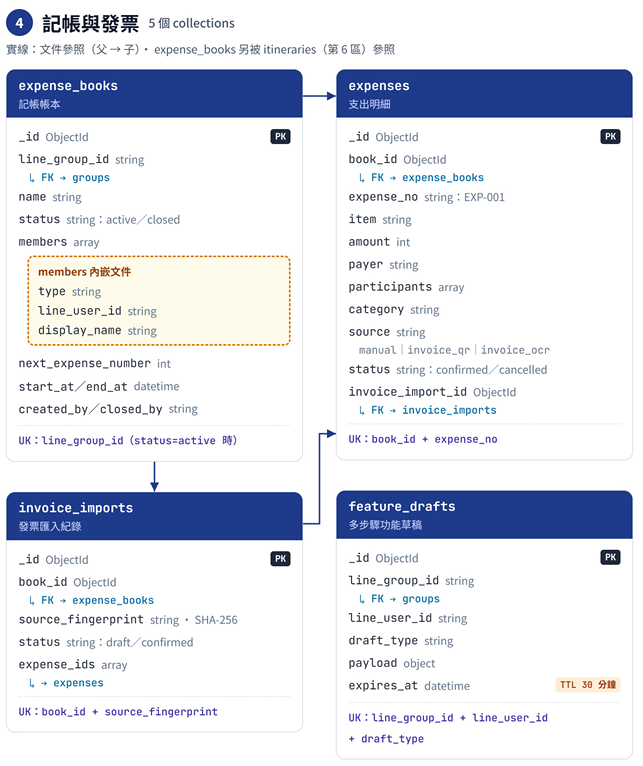 4 記帳與發票 5 個 collections
實線：文件參照（父 → 子）· expense_books 另被 itineraries（第 6 區）參照
expense_books
記帳帳本
_id ObjectId PK
line_group_id string
↳ FK → groups
name string
status string：active／closed
members array
members 內嵌文件
type string
line_user_id string
display_name string
next_expense_number int
start_at／end_at datetime
created_by／closed_by string
UK：line_group_id（status=active 時）
expenses
支出明細
_id ObjectId PK
book_id ObjectId
↳ FK → expense_books
expense_no string：EXP-001
item string
amount int
payer string
participants array
category string
source string
manual｜invoice_qr｜invoice_ocr
status string：confirmed／cancelled
invoice_import_id ObjectId
↳ FK → invoice_imports
UK：book_id + expense_no
invoice_imports
發票匯入紀錄
_id ObjectId PK
book_id ObjectId
↳ FK → expense_books
source_fingerprint string · SHA-256
status string：draft／confirmed
expense_ids array
↳ → expenses
UK：book_id + source_fingerprint
feature_drafts
多步驟功能草稿
_id ObjectId PK
line_group_id string
↳ FK → groups
line_user_id string
draft_type string
payload object
expires_at datetime TTL 30 分鐘
UK：line_group_id + line_user_id
+ draft_type